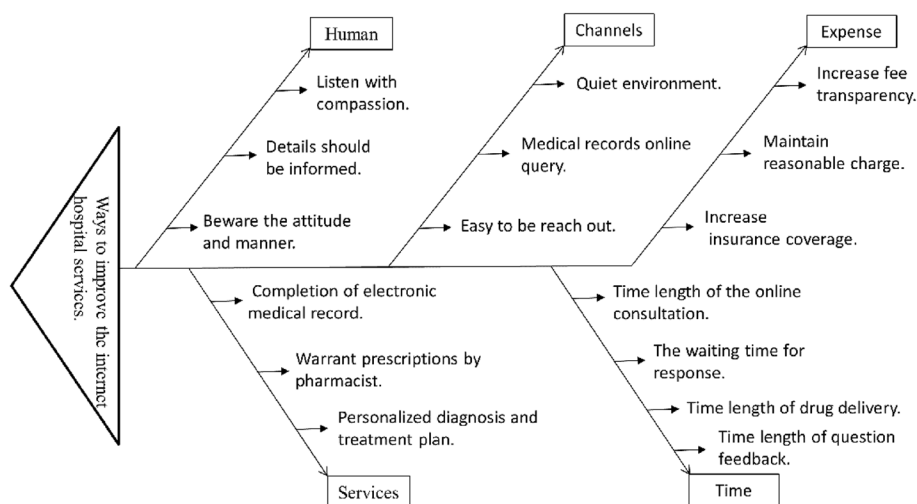 Human
Listen with
compassion.
Details should
be informed.
Beware the attitude
and manner.
Channels
Quiet environment.
Medical records online
query.
Easy to be reach out.
Expense
Increase fee
transparency.
Maintain
reasonable charge.
Increase
insurance coverage.
Ways to improve the internet
hospital services.
Completion of electronic
medical record.
Warrant prescriptions by
pharmacist.
Personalized diagnosis and
treatment plan.
Services
Time length of the online
consultation.
The waiting time for
response.
Time length of drug delivery.
Time length of question
feedback.
Time